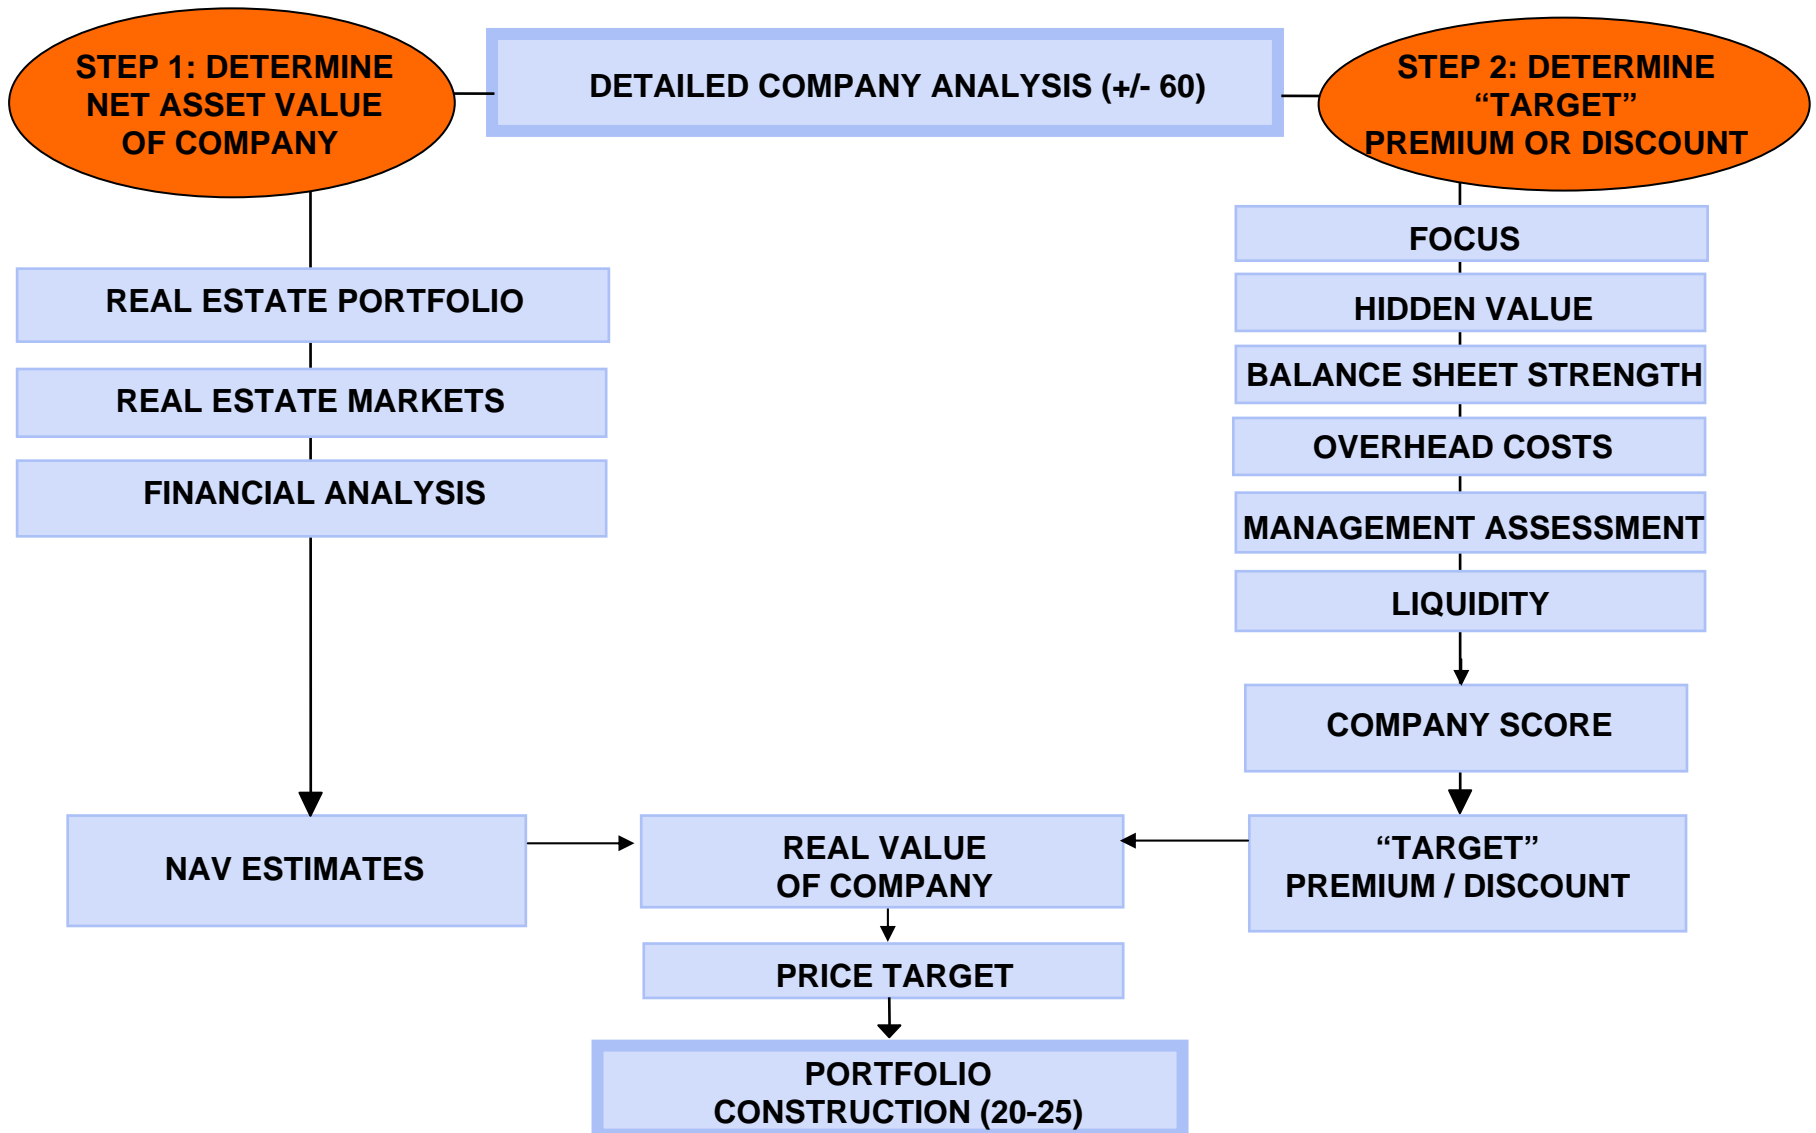 STEP 1: DETERMINE
NET ASSET VALUE
OF COMPANY
DETAILED COMPANY ANALYSIS (+/- 60)
STEP 2: DETERMINE
“TARGET”
PREMIUM OR DISCOUNT
REAL ESTATE PORTFOLIO
REAL ESTATE MARKETS
FINANCIAL ANALYSIS
FOCUS
HIDDEN VALUE
BALANCE SHEET STRENGTH
OVERHEAD COSTS
MANAGEMENT ASSESSMENT
LIQUIDITY
COMPANY SCORE
NAV ESTIMATES
REAL VALUE
OF COMPANY
“TARGET”
PREMIUM / DISCOUNT
PRICE TARGET
PORTFOLIO
CONSTRUCTION (20-25)